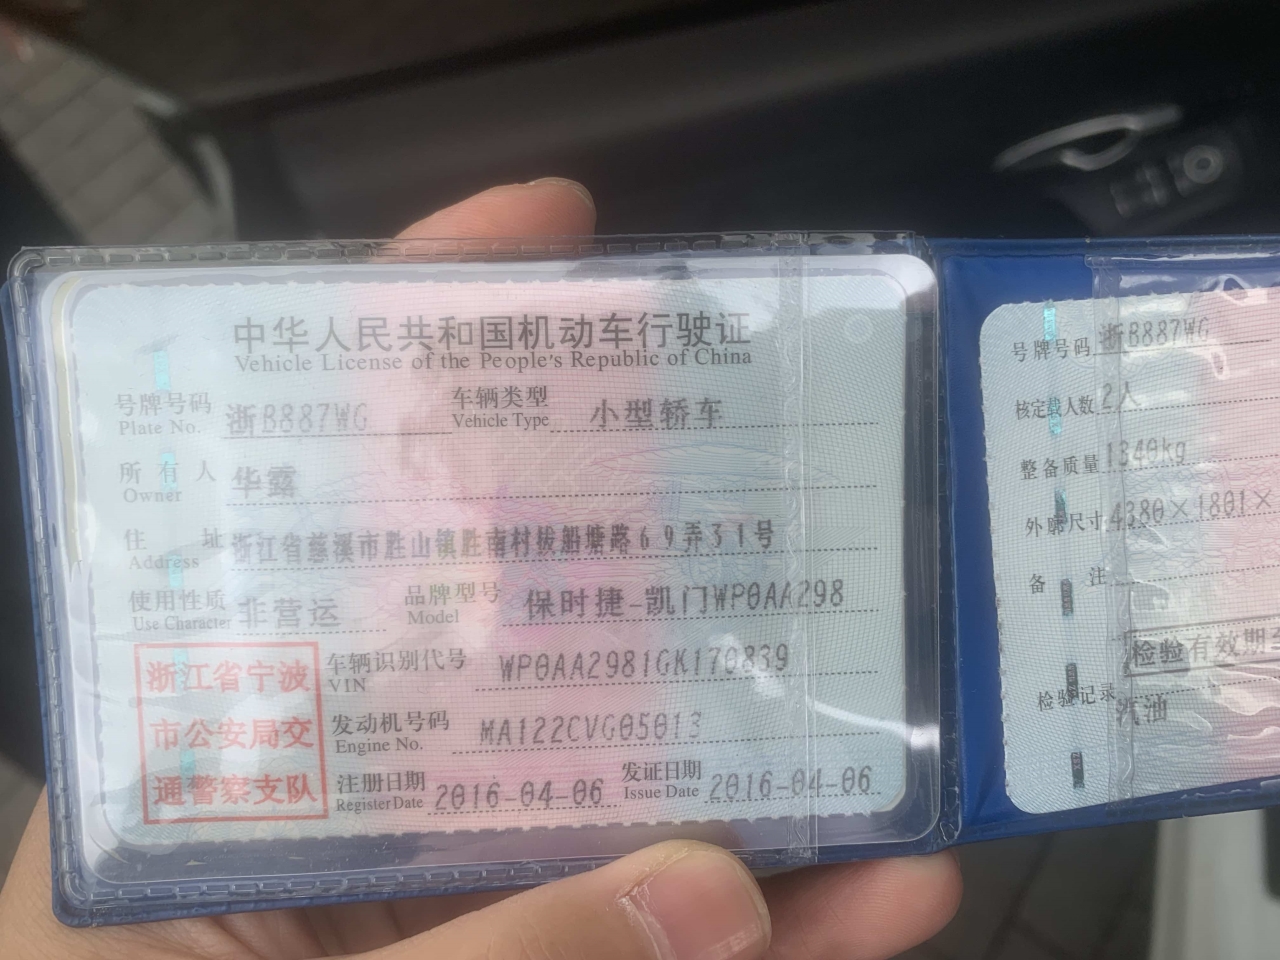 中华人民共和国机动车行驶证
Vehicle License of the People's Republic of China
号牌号码 浙B887WG 车辆类型 小型轿车
Plate No. Vehicle Type
所有人 华露
Owner
住址 浙江省慈溪市胜山镇胜南村拔船塘路69弄31号
Address
使用性质 非营运 品牌型号 保时捷-凯门WP0AA298
Use Character Model
浙江省宁波
市公安局交
通警察支队
车辆识别代号 WP0AA2981GK170839
VIN
发动机号码 MA122CVG05013
Engine No.
注册日期 2016-04-06 发证日期 2016-04-06
Register Date Issue Date
号牌号码 浙B887WG
核定载人数 2人
整备质量 1340kg
外廓尺寸 4380×1801×
备注
检验有效期至
检验记录
汽油